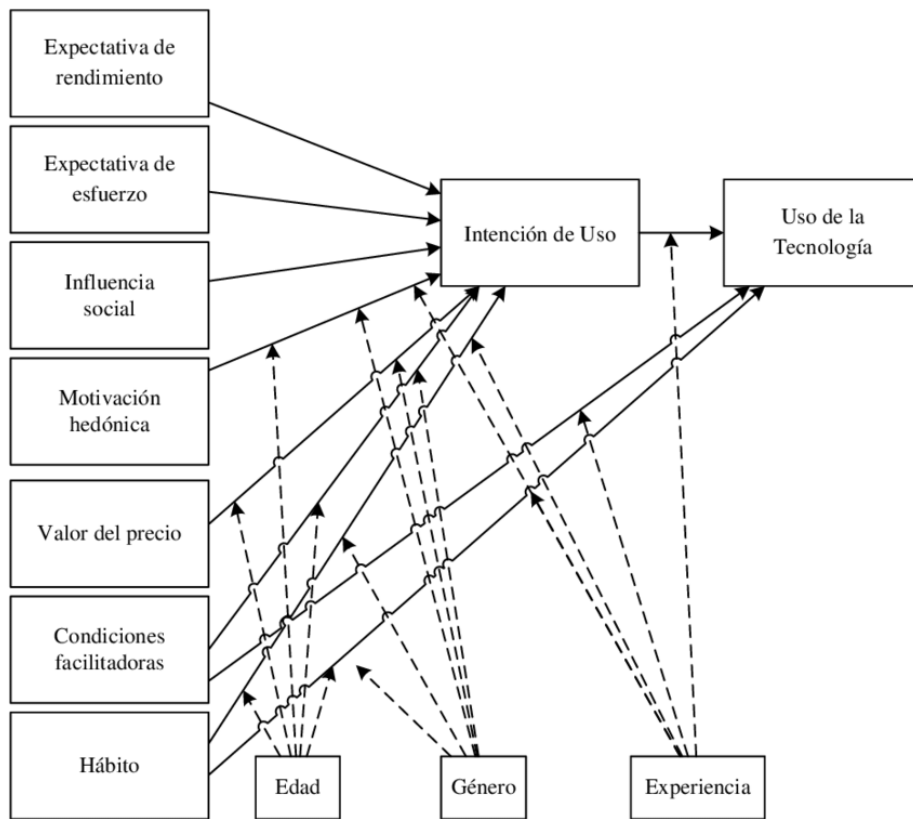 Expectativa de
rendimiento
Expectativa de
esfuerzo
Influencia
social
Motivación
hedónica
Valor del precio
Condiciones
facilitadoras
Hábito
Intención de Uso
Uso de la
Tecnología
Edad
Género
Experiencia